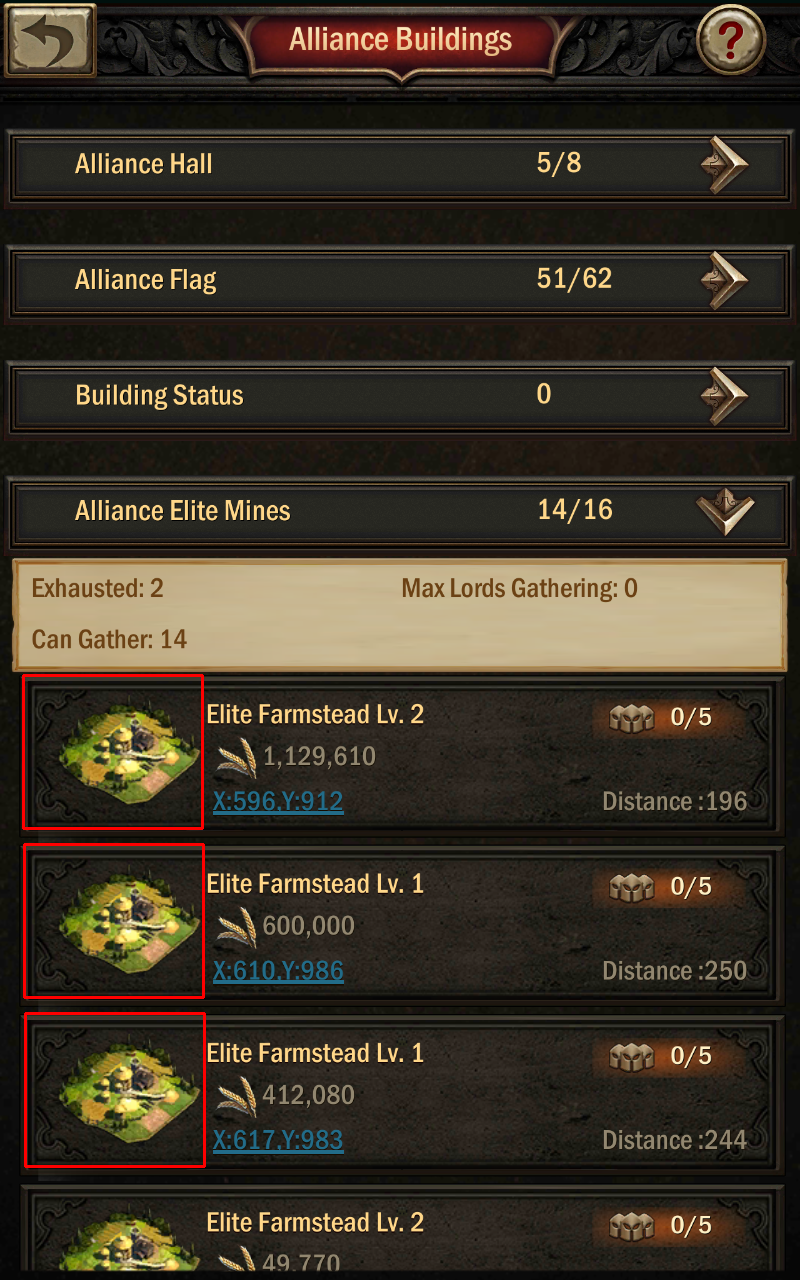 Alliance Buildings
?
Alliance Hall 5/8
Alliance Flag 51/62
Building Status 0
Alliance Elite Mines 14/16
Exhausted: 2 Max Lords Gathering: 0
Can Gather: 14
Elite Farmstead Lv. 2 0/5
1,129,610
X:596,Y:912 Distance :196
Elite Farmstead Lv. 1 0/5
600,000
X:610,Y:986 Distance :250
Elite Farmstead Lv. 1 0/5
412,080
X:617,Y:983 Distance :244
Elite Farmstead Lv. 2 0/5
49,770